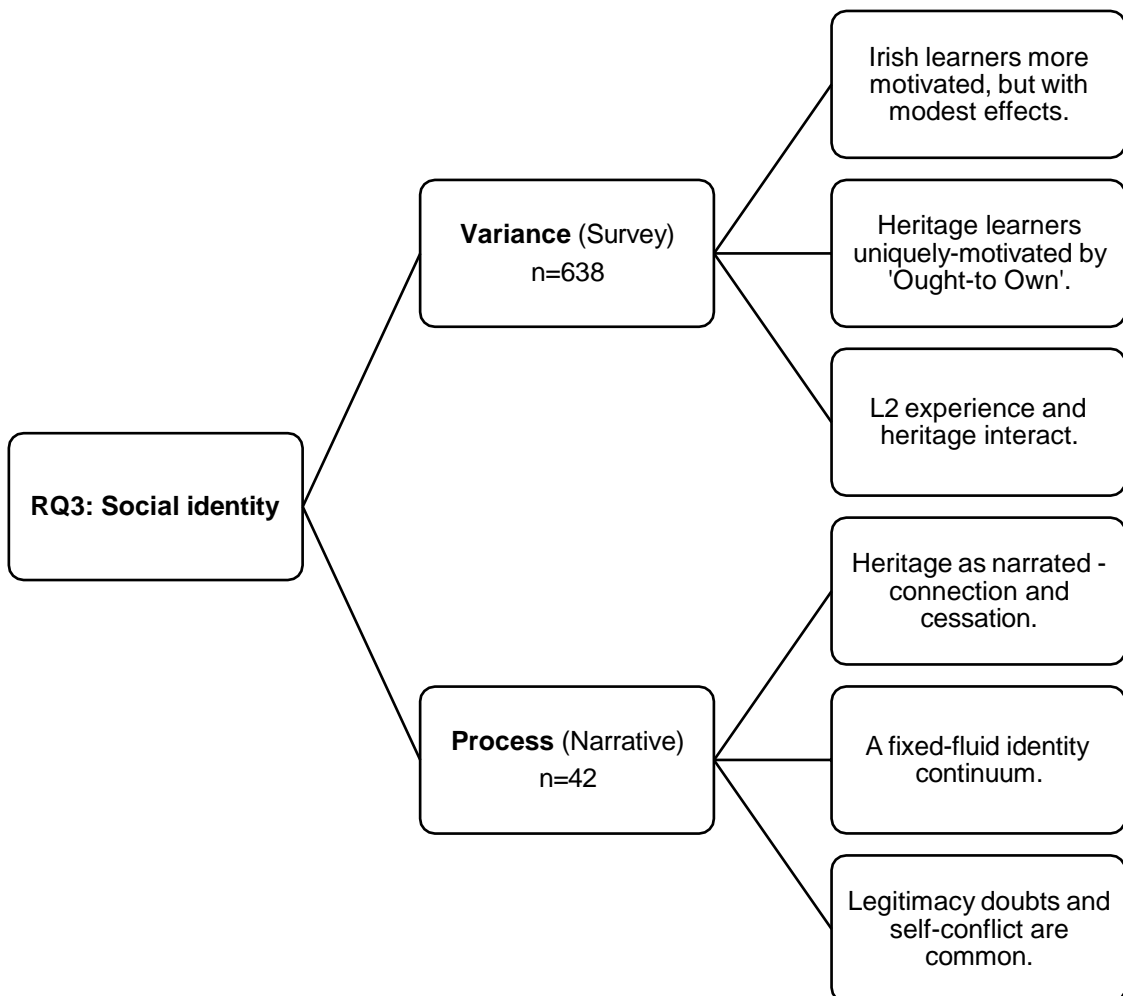 RQ3: Social identity
Variance (Survey)
n=638
Irish learners more
motivated, but with
modest effects.
Heritage learners
uniquely-motivated by
'Ought-to Own'.
L2 experience and
heritage interact.
Process (Narrative)
n=42
Heritage as narrated -
connection and
cessation.
A fixed-fluid identity
continuum.
Legitimacy doubts and
self-conflict are
common.